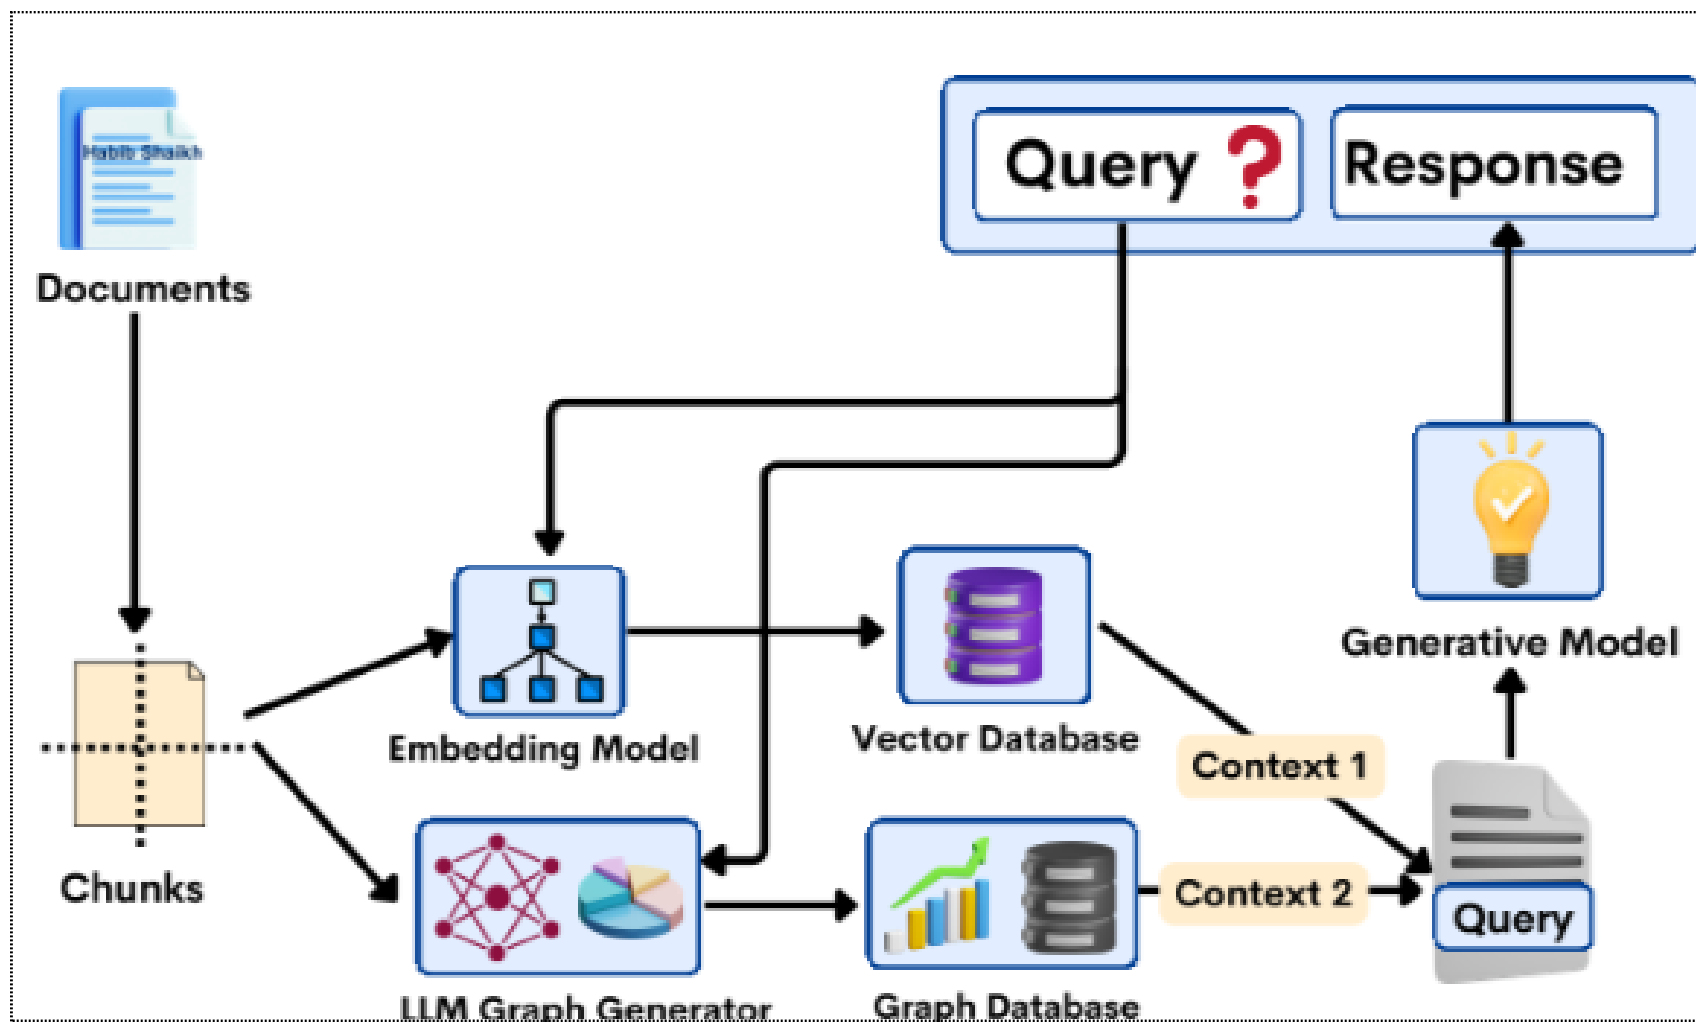 Habib Shaikh
Documents
Query ?
Response
Generative Model
Embedding Model
Vector Database
Context 1
Chunks
Context 2
Query
LLM Graph Generator
Graph Database